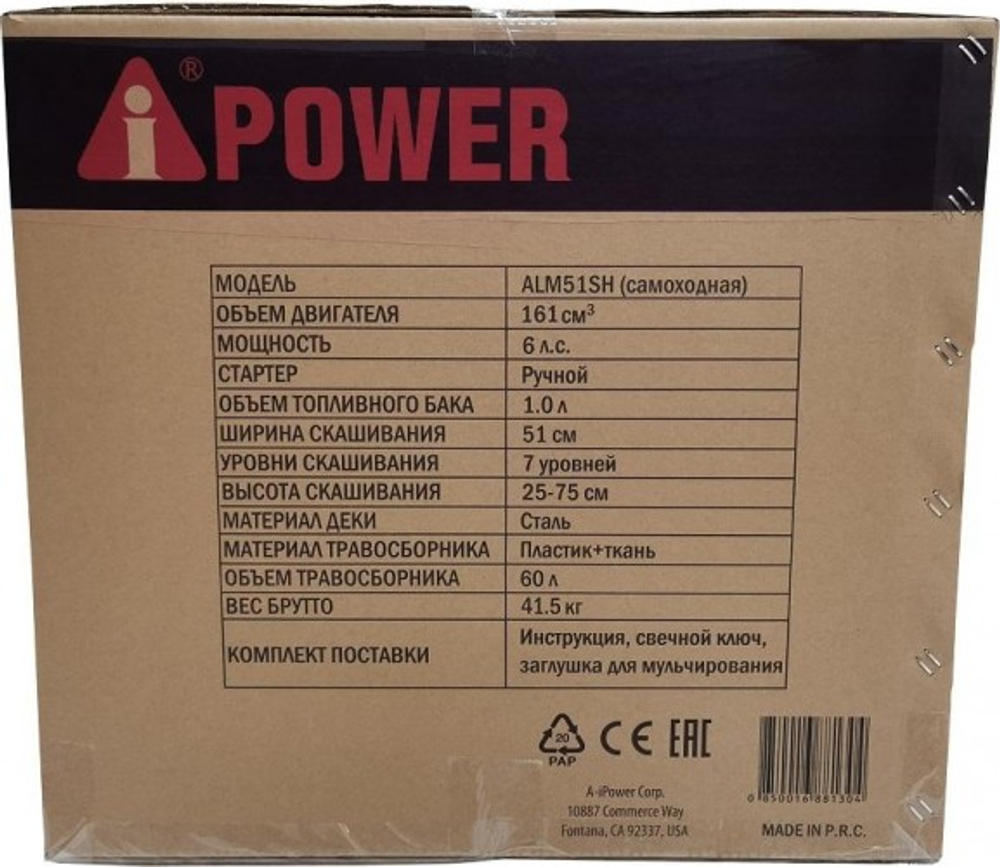 iPOWER®
МОДЕЛЬ ALM51SH (самоходная)
ОБЪЕМ ДВИГАТЕЛЯ 161 см³
МОЩНОСТЬ 6 л.с.
СТАРТЕР Ручной
ОБЪЕМ ТОПЛИВНОГО БАКА 1.0 л
ШИРИНА СКАШИВАНИЯ 51 см
УРОВНИ СКАШИВАНИЯ 7 уровней
ВЫСОТА СКАШИВАНИЯ 25-75 см
МАТЕРИАЛ ДЕКИ Сталь
МАТЕРИАЛ ТРАВОСБОРНИКА Пластик+ткань
ОБЪЕМ ТРАВОСБОРНИКА 60 л
ВЕС БРУТТО 41.5 кг
КОМПЛЕКТ ПОСТАВКИ Инструкция, свечной ключ,
заглушка для мульчирования
20
PAP
CE EAC
A-iPower Corp.
10887 Commerce Way
Fontana, CA 92337, USA
0 850016 881304
MADE IN P.R.C.